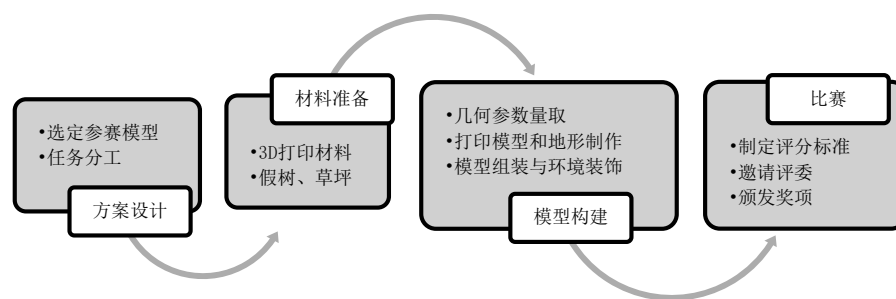 •选定参赛模型
•任务分工
方案设计
材料准备
•3D打印材料
•假树、草坪
•几何参数量取
•打印模型和地形制作
•模型组装与环境装饰
模型构建
比赛
•制定评分标准
•邀请评委
•颁发奖项